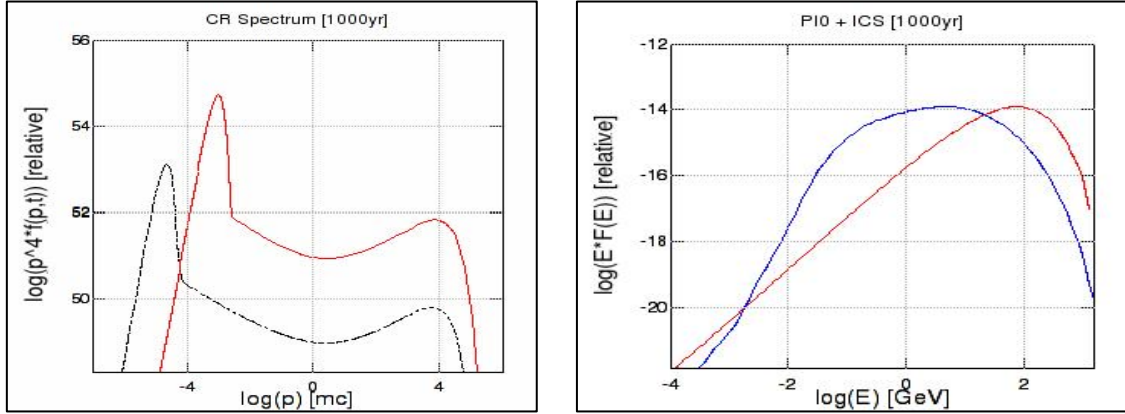 CR Spectrum [1000yr]
56
54
52
50
-4
0
4
log(p^4*f(p,t)) [relative]
log(p) [mc]
PI0 + ICS [1000yr]
-12
-14
-16
-18
-20
-4
-2
0
2
log(E*F(E)) [relative]
log(E) [GeV]